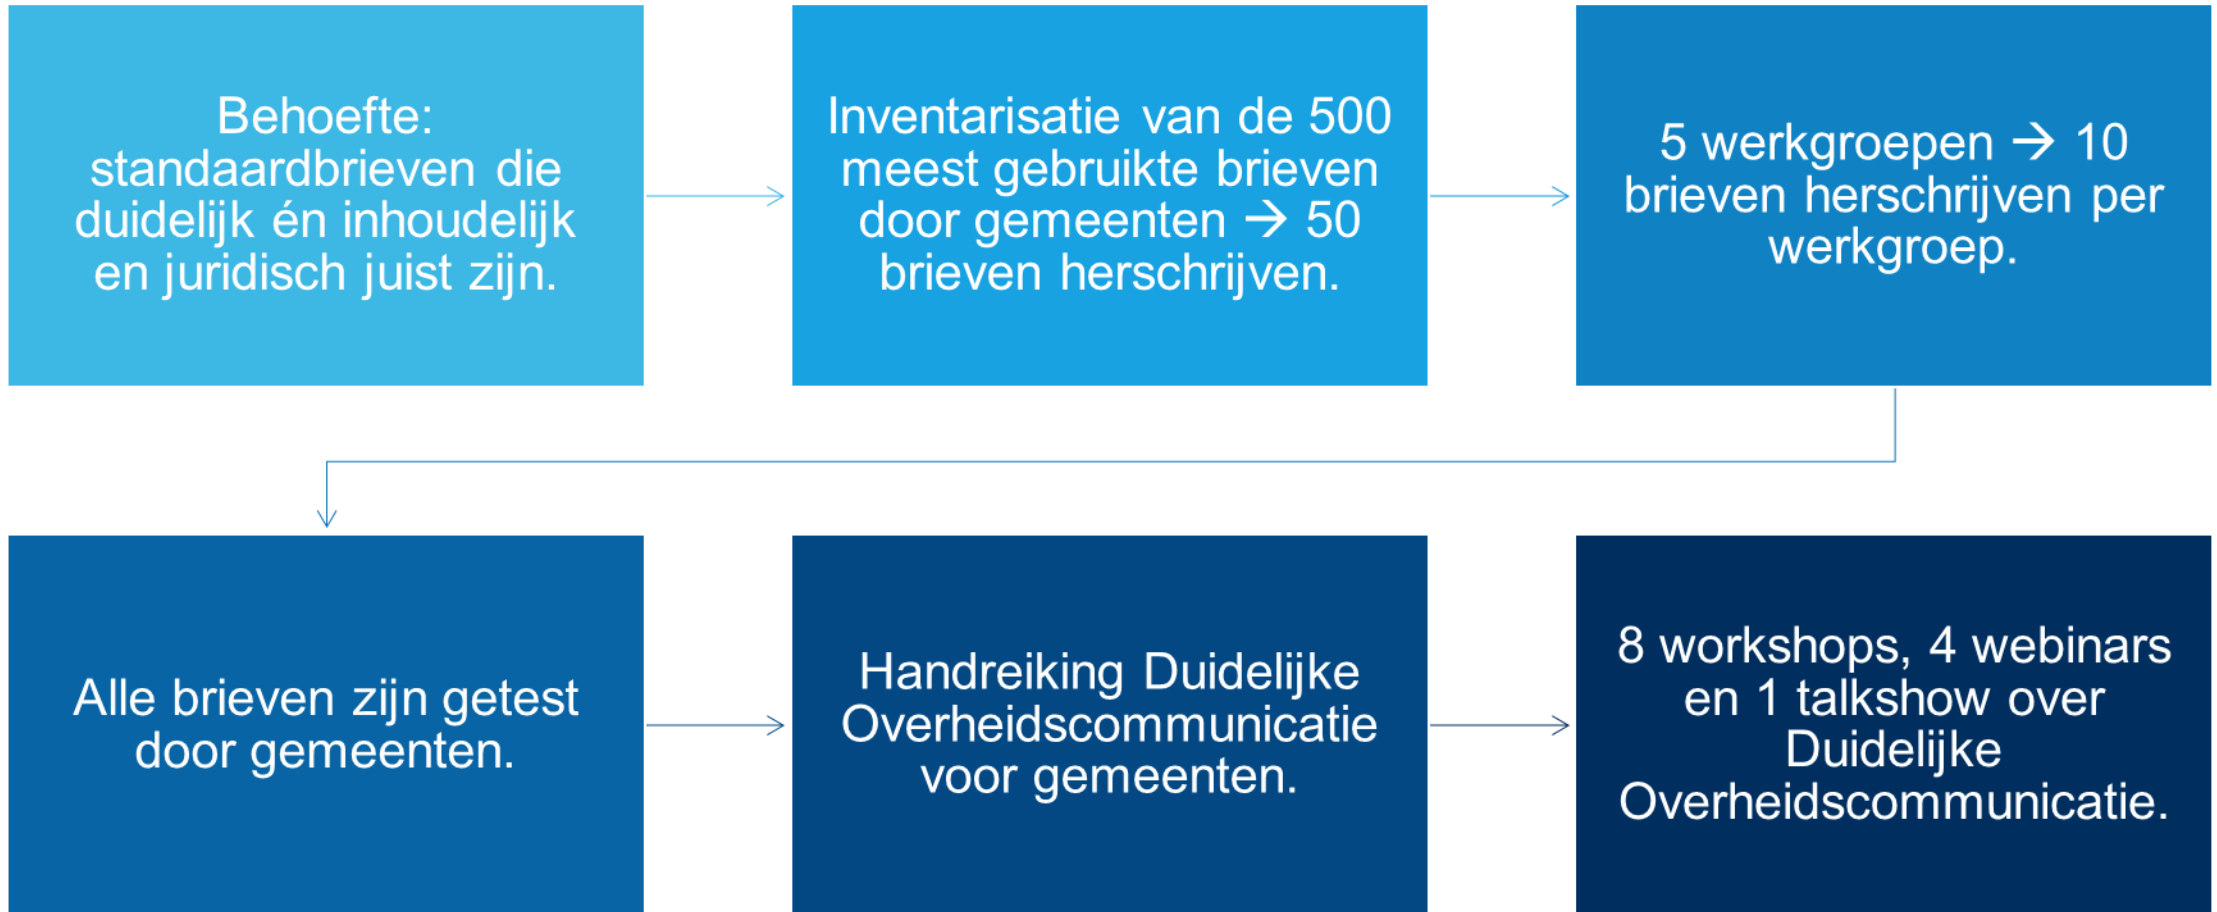 Behoefte:
standaardbrieven die
duidelijk én inhoudelijk
en juridisch juist zijn.
Inventarisatie van de 500
meest gebruikte brieven
door gemeenten → 50
brieven herschrijven.
5 werkgroepen → 10
brieven herschrijven per
werkgroep.
Alle brieven zijn getest
door gemeenten.
Handreiking Duidelijke
Overheidscommunicatie
voor gemeenten.
8 workshops, 4 webinars
en 1 talkshow over
Duidelijke
Overheidscommunicatie.